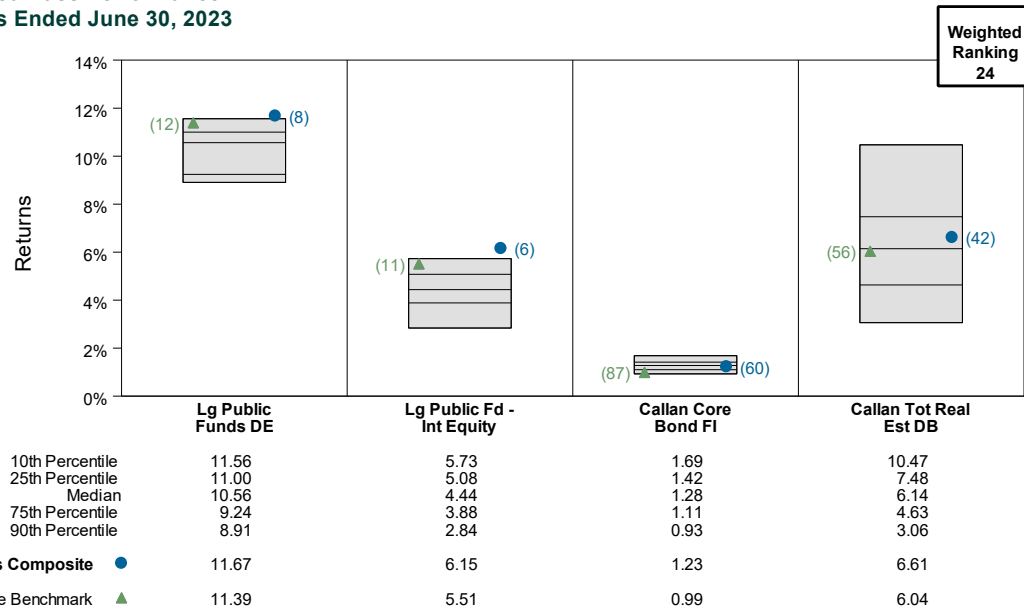 s Ended June 30, 2023
Weighted
Ranking
24
14%
12%
10%
8%
6%
4%
2%
0%
Returns
(12)
(8)
(11)
(6)
(87)
(60)
(56)
(42)
Lg Public
Funds DE
Lg Public Fd -
Int Equity
Callan Core
Bond FI
Callan Tot Real
Est DB
10th Percentile 11.56 5.73 1.69 10.47
25th Percentile 11.00 5.08 1.42 7.48
Median 10.56 4.44 1.28 6.14
75th Percentile 9.24 3.88 1.11 4.63
90th Percentile 8.91 2.84 0.93 3.06
s Composite 11.67 6.15 1.23 6.61
e Benchmark 11.39 5.51 0.99 6.04